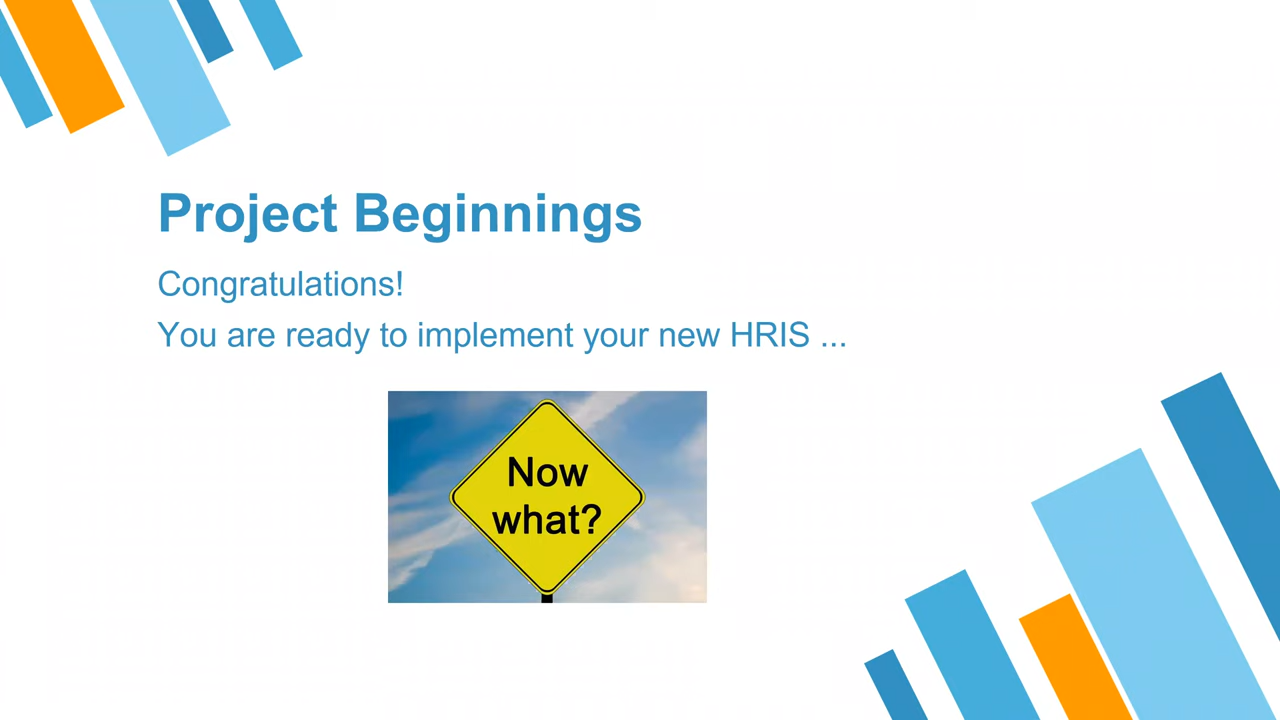 Project Beginnings
Congratulations!
You are ready to implement your new HRIS ...
Now
what?